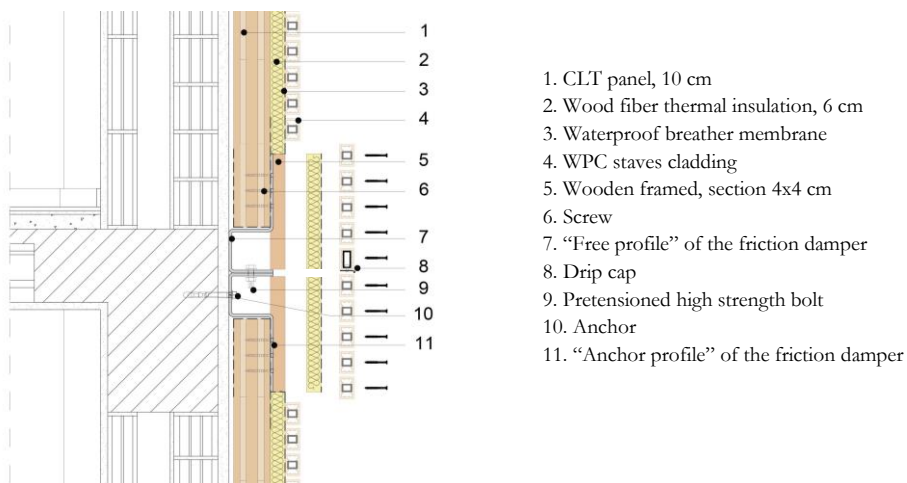 1
2
3
4
5
6
7
8
9
10
11
1. CLT panel, 10 cm
2. Wood fiber thermal insulation, 6 cm
3. Waterproof breather membrane
4. WPC staves cladding
5. Wooden framed, section 4x4 cm
6. Screw
7. “Free profile” of the friction damper
8. Drip cap
9. Pretensioned high strength bolt
10. Anchor
11. “Anchor profile” of the friction damper